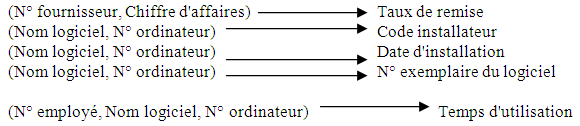 (N° fournisseur, Chiffre d'affaires) Taux de remise
(Nom logiciel, N° ordinateur) Code installateur
(Nom logiciel, N° ordinateur) Date d'installation
(Nom logiciel, N° ordinateur) N° exemplaire du logiciel
(N° employé, Nom logiciel, N° ordinateur) Temps d'utilisation